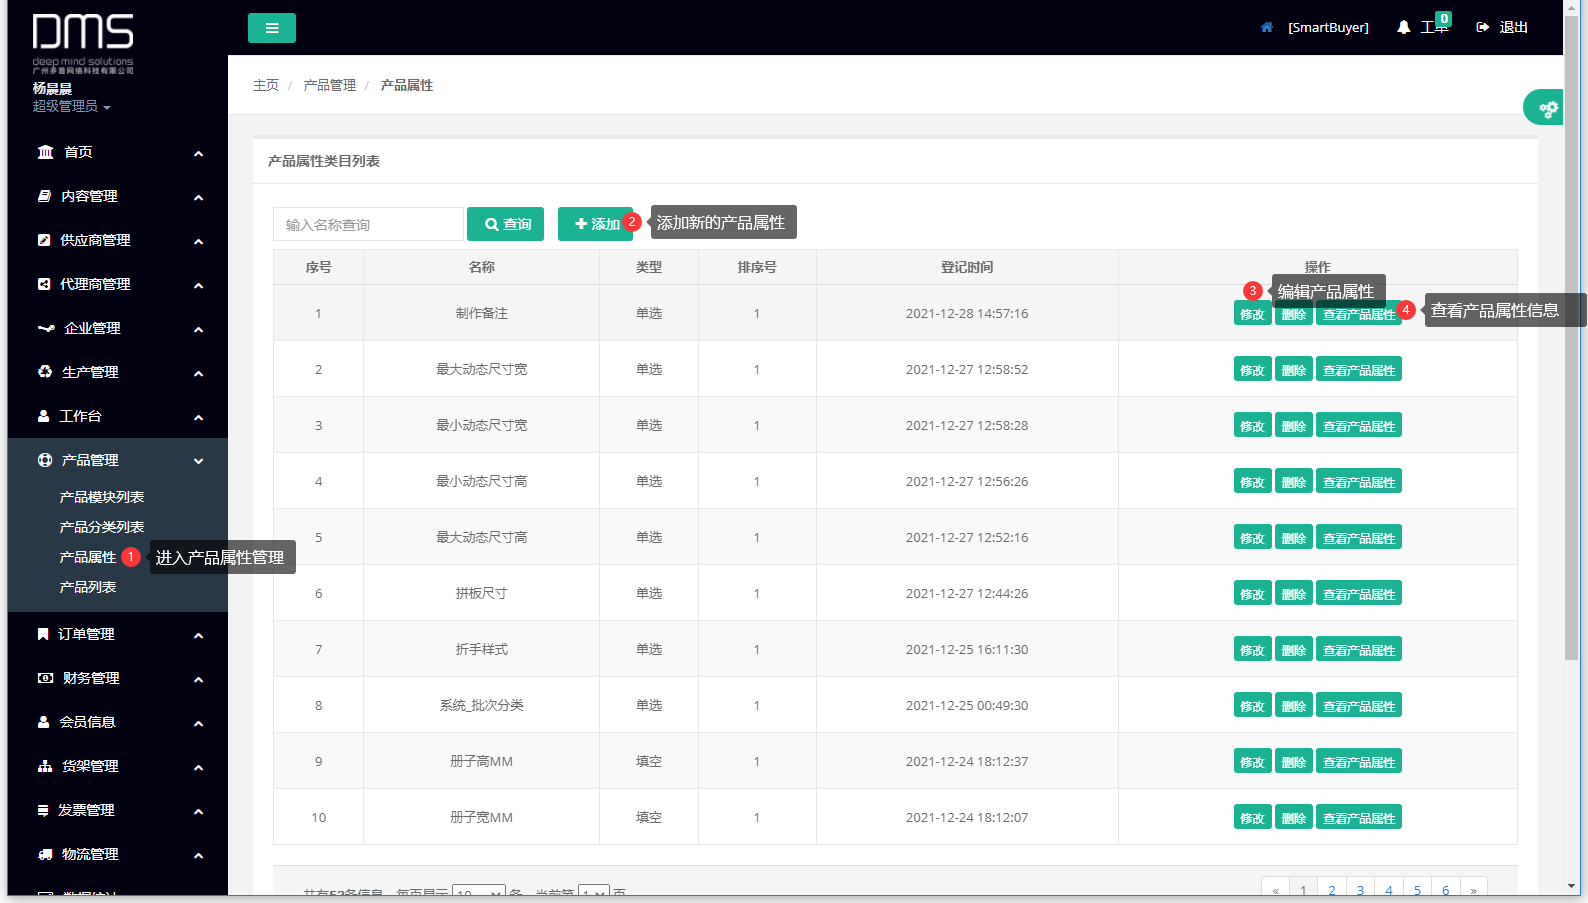 DMS
deep mind solutions
广州多普网络科技有限公司
杨晨晨
超级管理员
首页
内容管理
供应商管理
代理商管理
企业管理
生产管理
工作台
产品管理
产品模块列表
产品分类列表
产品属性 1 进入产品属性管理
产品列表
订单管理
财务管理
会员信息
货架管理
发票管理
物流管理
数据统计
[SmartBuyer] 工单 0 退出
主页 / 产品管理 / 产品属性
产品属性类目列表
输入名称查询 查询 添加 2 添加新的产品属性
序号 名称 类型 排序号 登记时间 操作
3 编辑产品属性
1 制作备注 单选 1 2021-12-28 14:57:16 修改 删除 查看产品属性 4 查看产品属性信息
2 最大动态尺寸宽 单选 1 2021-12-27 12:58:52 修改 删除 查看产品属性
3 最小动态尺寸宽 单选 1 2021-12-27 12:58:28 修改 删除 查看产品属性
4 最小动态尺寸高 单选 1 2021-12-27 12:56:26 修改 删除 查看产品属性
5 最大动态尺寸高 单选 1 2021-12-27 12:52:16 修改 删除 查看产品属性
6 拼板尺寸 单选 1 2021-12-27 12:44:26 修改 删除 查看产品属性
7 折手样式 单选 1 2021-12-25 16:11:30 修改 删除 查看产品属性
8 系统_批次分类 单选 1 2021-12-25 00:49:30 修改 删除 查看产品属性
9 册子高MM 填空 1 2021-12-24 18:12:37 修改 删除 查看产品属性
10 册子宽MM 填空 1 2021-12-24 18:12:07 修改 删除 查看产品属性
共有52条信息 每页显示 10 条 当前第 1 页 « 1 2 3 4 5 6 »